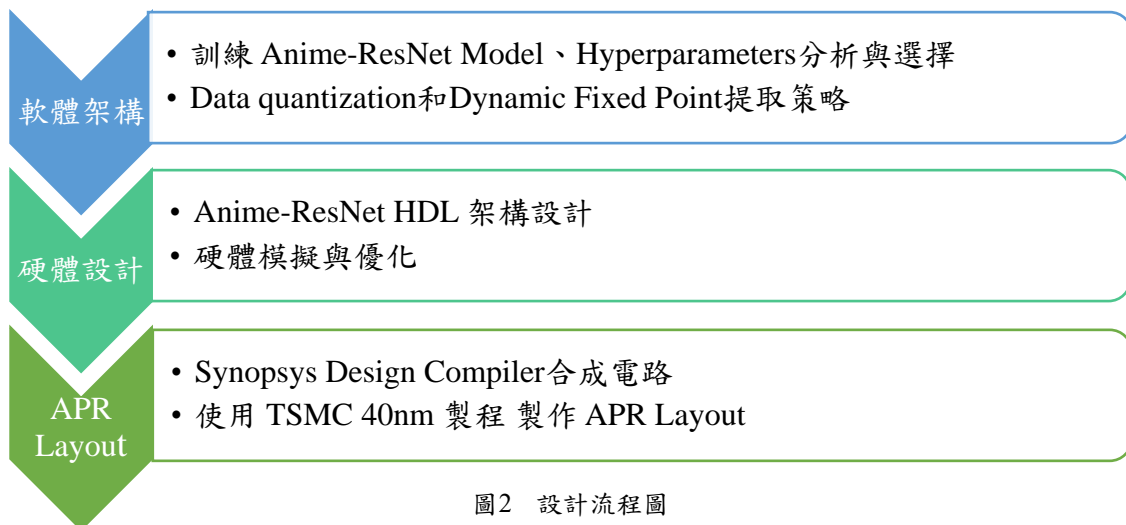 軟體架構
• 訓練 Anime-ResNet Model、Hyperparameters分析與選擇
• Data quantization和Dynamic Fixed Point提取策略
硬體設計
• Anime-ResNet HDL 架構設計
• 硬體模擬與優化
APR
Layout
• Synopsys Design Compiler合成電路
• 使用 TSMC 40nm 製程 製作 APR Layout
圖2 設計流程圖